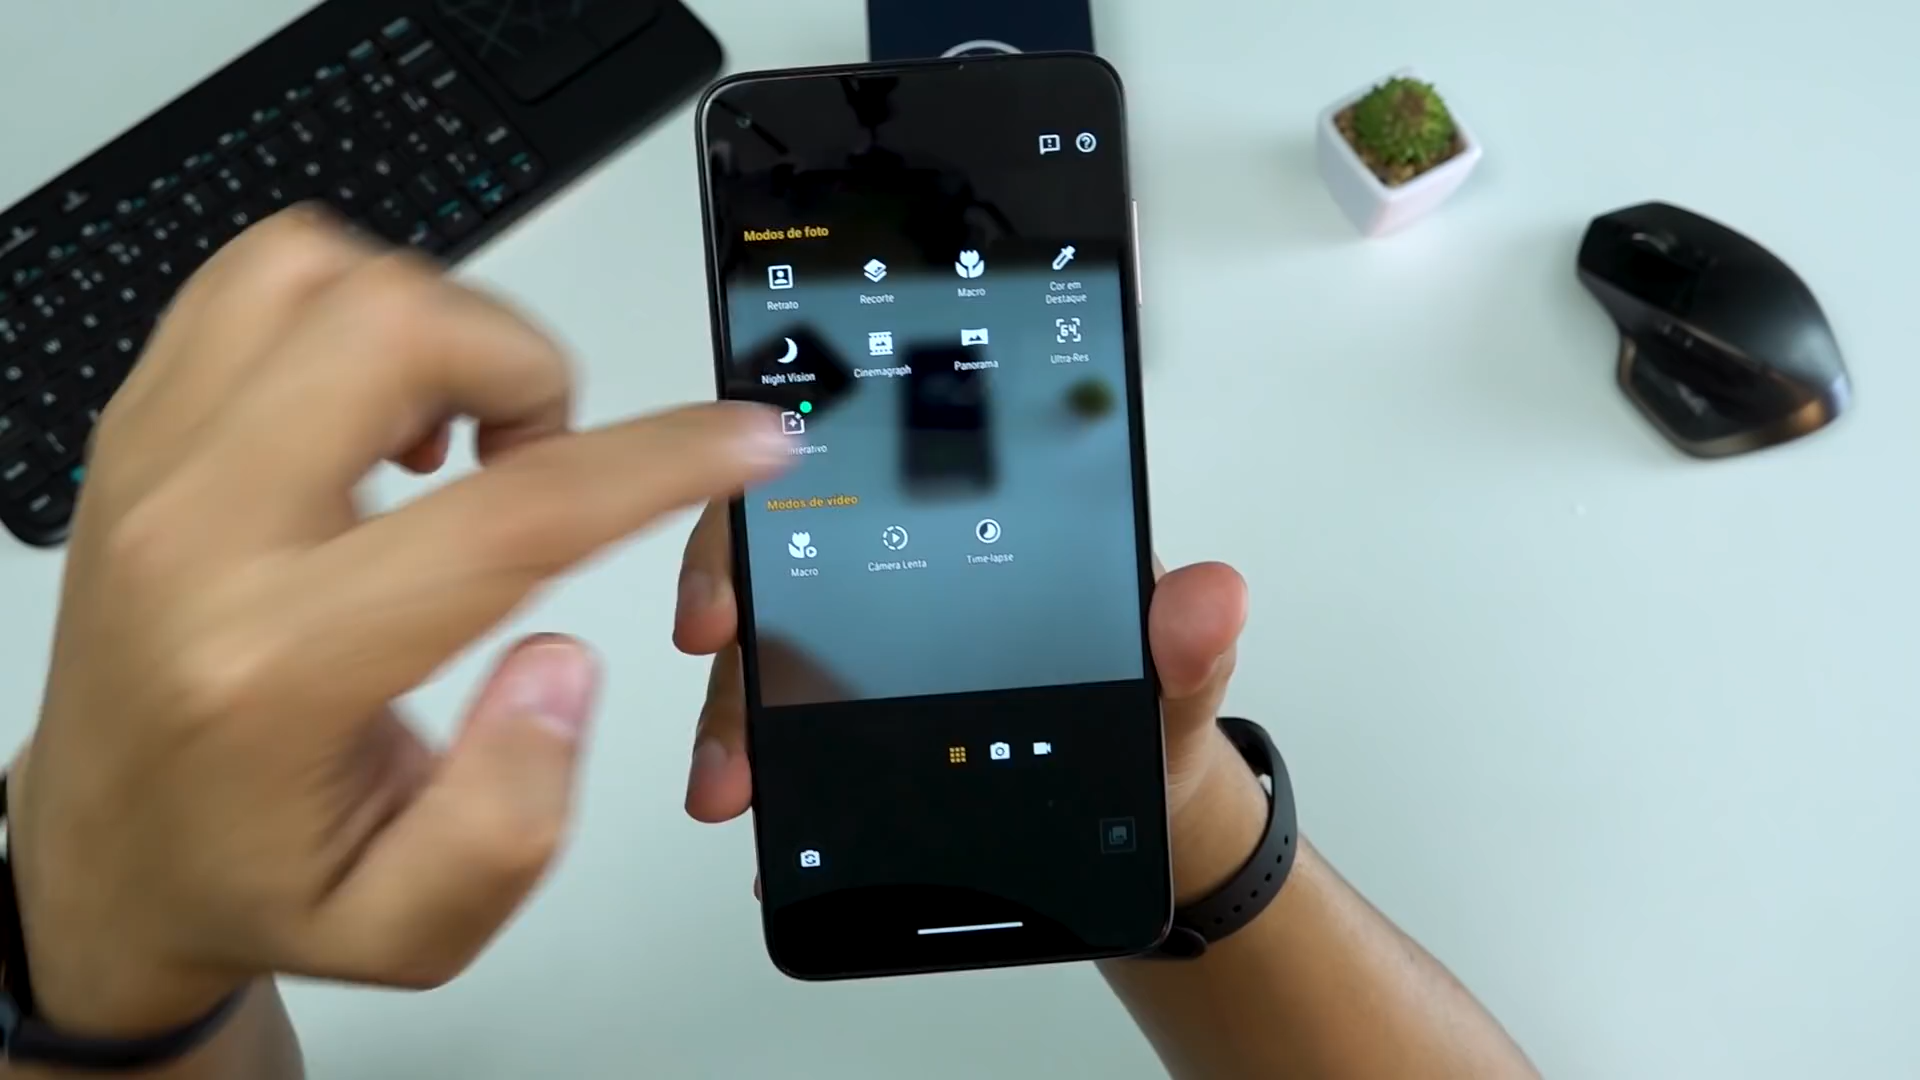 Modos de foto
Retrato
Recorte
Macro
Cor em
Destaque
Night Vision
Cinemagraph
Panorama
64
Ultra-Res
Modos de vídeo
Macro
Câmera Lenta
Time-lapse